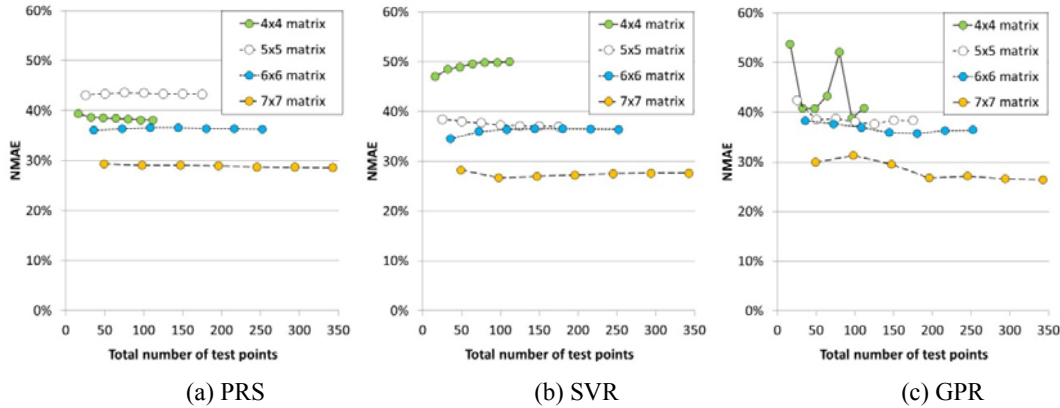 60%
50%
40%
30%
20%
10%
0%
NMAE
0 50 100 150 200 250 300 350
Total number of test points
4x4 matrix
5x5 matrix
6x6 matrix
7x7 matrix
(a) PRS
60%
50%
40%
30%
20%
10%
0%
NMAE
0 50 100 150 200 250 300 350
Total number of test points
4x4 matrix
5x5 matrix
6x6 matrix
7x7 matrix
(b) SVR
60%
50%
40%
30%
20%
10%
0%
NMAE
0 50 100 150 200 250 300 350
Total number of test points
4x4 matrix
5x5 matrix
6x6 matrix
7x7 matrix
(c) GPR